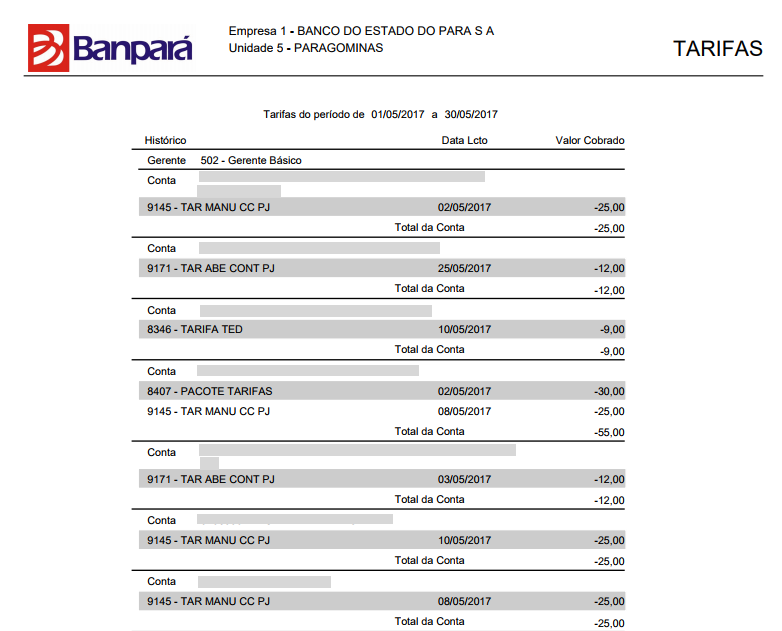 Banpará
Empresa 1 - BANCO DO ESTADO DO PARA S A
Unidade 5 - PARAGOMINAS
TARIFAS
Tarifas do período de 01/05/2017 a 30/05/2017
Histórico Data Lcto Valor Cobrado
Gerente 502 - Gerente Básico
Conta
9145 - TAR MANU CC PJ 02/05/2017 -25,00
Total da Conta -25,00
Conta
9171 - TAR ABE CONT PJ 25/05/2017 -12,00
Total da Conta -12,00
Conta
8346 - TARIFA TED 10/05/2017 -9,00
Total da Conta -9,00
Conta
8407 - PACOTE TARIFAS 02/05/2017 -30,00
9145 - TAR MANU CC PJ 08/05/2017 -25,00
Total da Conta -55,00
Conta
9171 - TAR ABE CONT PJ 03/05/2017 -12,00
Total da Conta -12,00
Conta
9145 - TAR MANU CC PJ 10/05/2017 -25,00
Total da Conta -25,00
Conta
9145 - TAR MANU CC PJ 08/05/2017 -25,00
Total da Conta -25,00